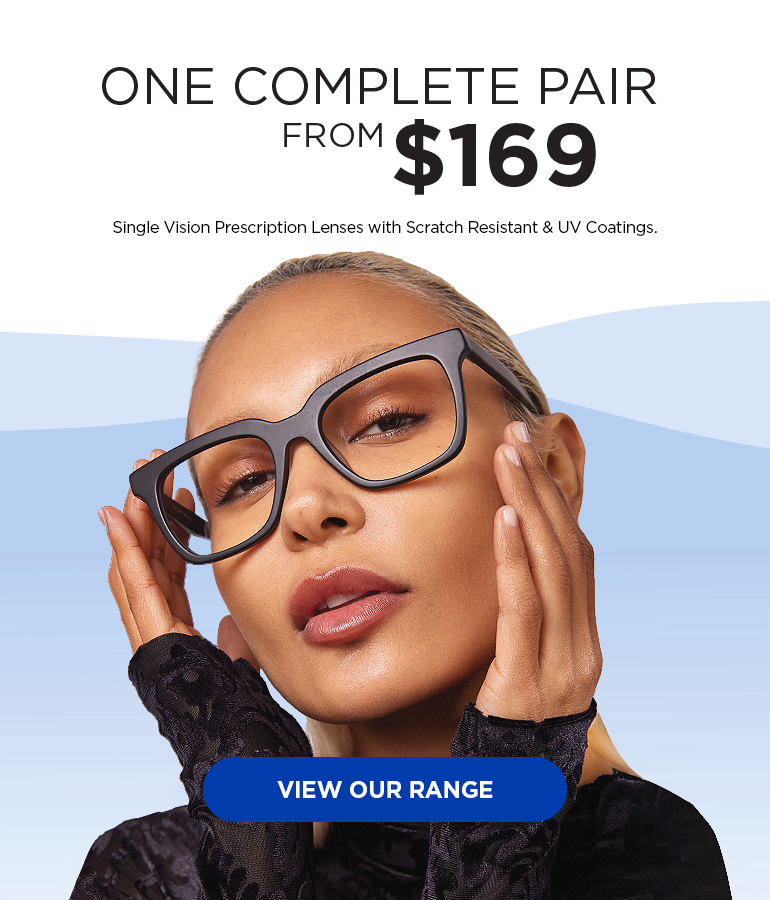 ONE COMPLETE PAIR
FROM $169
Single Vision Prescription Lenses with Scratch Resistant & UV Coatings.
VIEW OUR RANGE